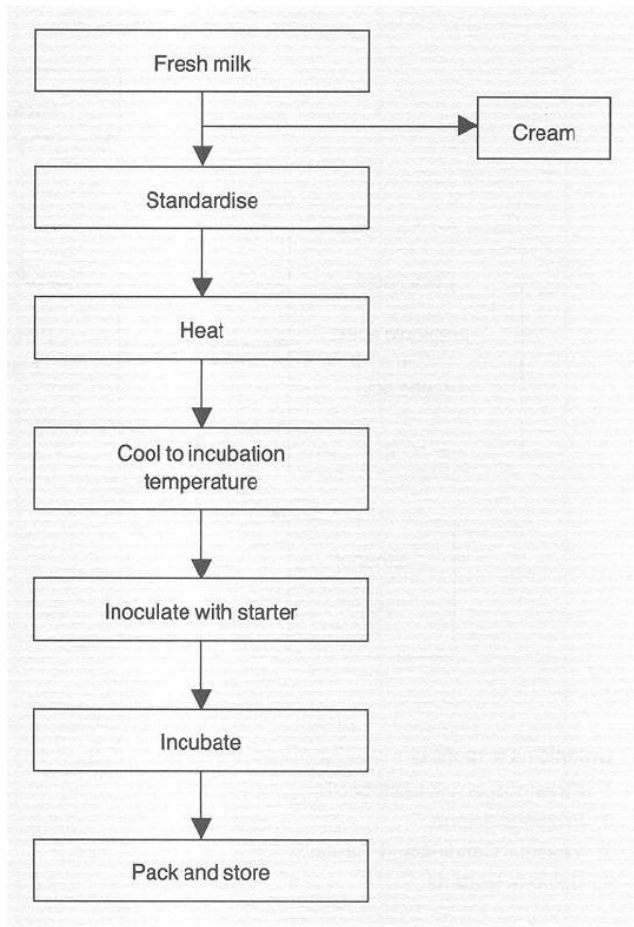 Fresh milk
Cream
Standardise
Heat
Cool to incubation
temperature
Inoculate with starter
Incubate
Pack and store